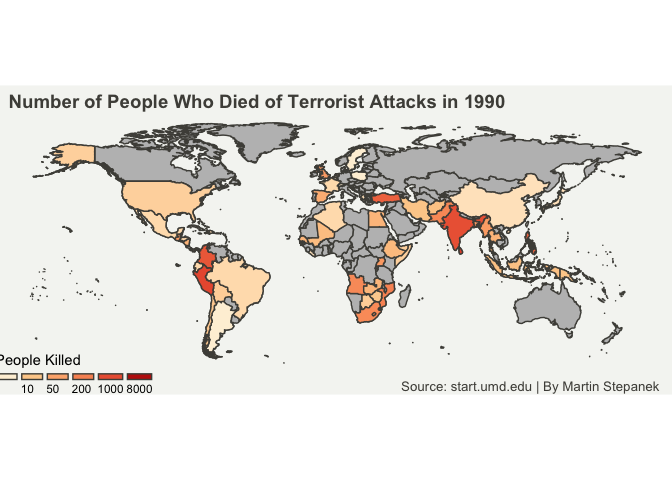 Number of People Who Died of Terrorist Attacks in 1990
People Killed
10 50 200 1000 8000
Source: start.umd.edu | By Martin Stepanek